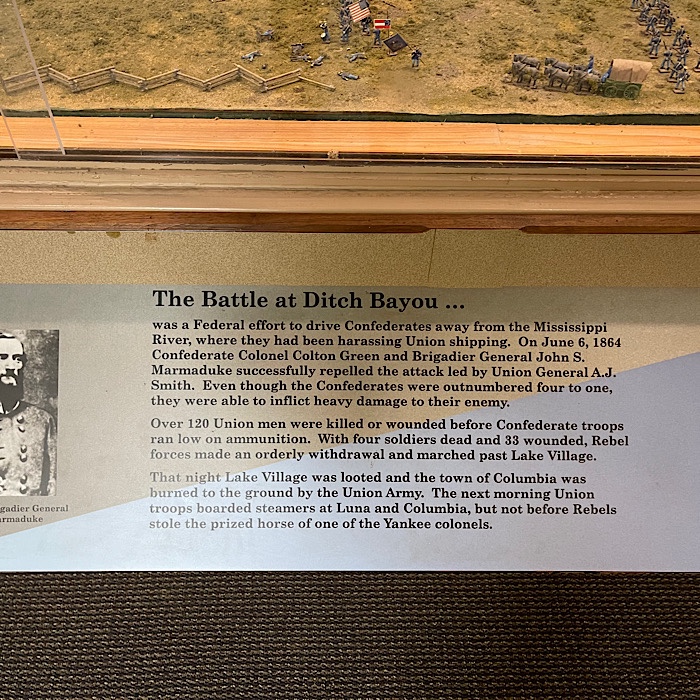 The Battle at Ditch Bayou ...
was a Federal effort to drive Confederates away from the Mississippi
River, where they had been harassing Union shipping. On June 6, 1864
Confederate Colonel Colton Green and Brigadier General John S.
Marmaduke successfully repelled the attack led by Union General A.J.
Smith. Even though the Confederates were outnumbered four to one,
they were able to inflict heavy damage to their enemy.
Over 120 Union men were killed or wounded before Confederate troops
ran low on ammunition. With four soldiers dead and 33 wounded, Rebel
forces made an orderly withdrawal and marched past Lake Village.
That night Lake Village was looted and the town of Columbia was
burned to the ground by the Union Army. The next morning Union
troops boarded steamers at Luna and Columbia, but not before Rebels
stole the prized horse of one of the Yankee colonels.
gadier General
armaduke